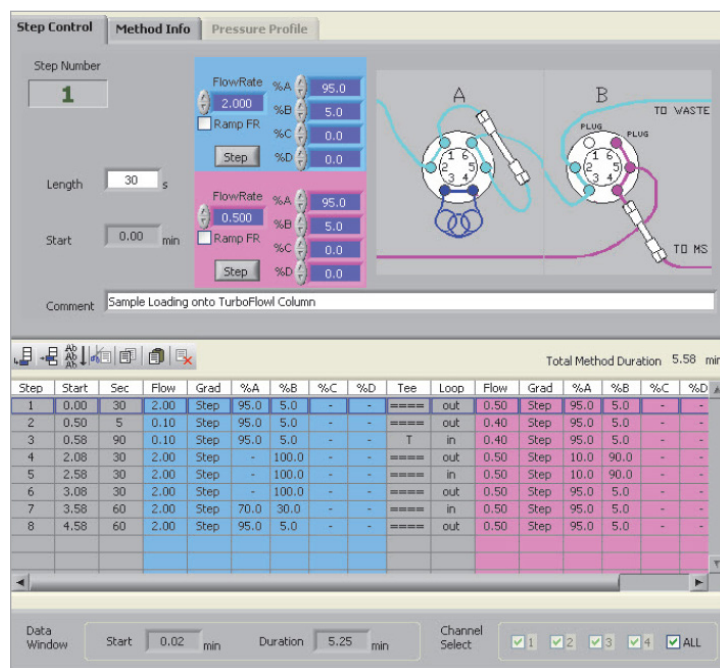 Step Control Method Info Pressure Profile
Step Number
1
FlowRate %A 95.0
2.000 %B 5.0
Ramp FR %C 0.0
Step %D 0.0
Length 30 s
FlowRate %A 95.0
0.500 %B 5.0
Start 0.00 min Ramp FR %C 0.0
Step %D 0.0
A B
TO WASTE
PLUG PLUG
1 6 1 6
2 5 2 5
3 4 3 4
TO MS
Comment Sample Loading onto TurboFlowl Column
Total Method Duration 5.58 min
Step Start Sec Flow Grad %A %B %C %D Tee Loop Flow Grad %A %B %C %D
1 0.00 30 2.00 Step 95.0 5.0 - - ==== out 0.50 Step 95.0 5.0 - -
2 0.50 5 0.10 Step 95.0 5.0 - - ==== out 0.40 Step 95.0 5.0 - -
3 0.58 90 0.10 Step 95.0 5.0 - - T in 0.40 Step 95.0 5.0 - -
4 2.08 30 2.00 Step - 100.0 - - ==== out 0.50 Step 10.0 90.0 - -
5 2.58 30 2.00 Step - 100.0 - - ==== in 0.50 Step 10.0 90.0 - -
6 3.08 30 2.00 Step - 100.0 - - ==== out 0.50 Step 95.0 5.0 - -
7 3.58 60 2.00 Step 70.0 30.0 - - ==== in 0.50 Step 95.0 5.0 - -
8 4.58 60 2.00 Step 95.0 5.0 - - ==== out 0.50 Step 95.0 5.0 - -
Data Window Start 0.02 min Duration 5.25 min Channel Select 1 2 3 4 ALL